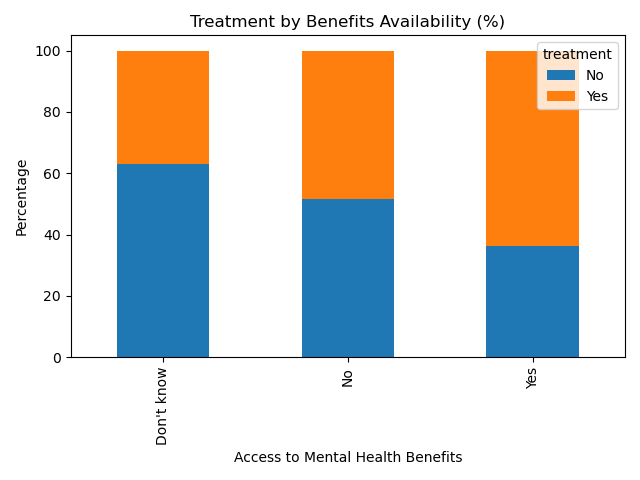 Treatment by Benefits Availability (%)
treatment
No
Yes
100
80
60
40
20
0
Percentage
Don't know
No
Yes
Access to Mental Health Benefits